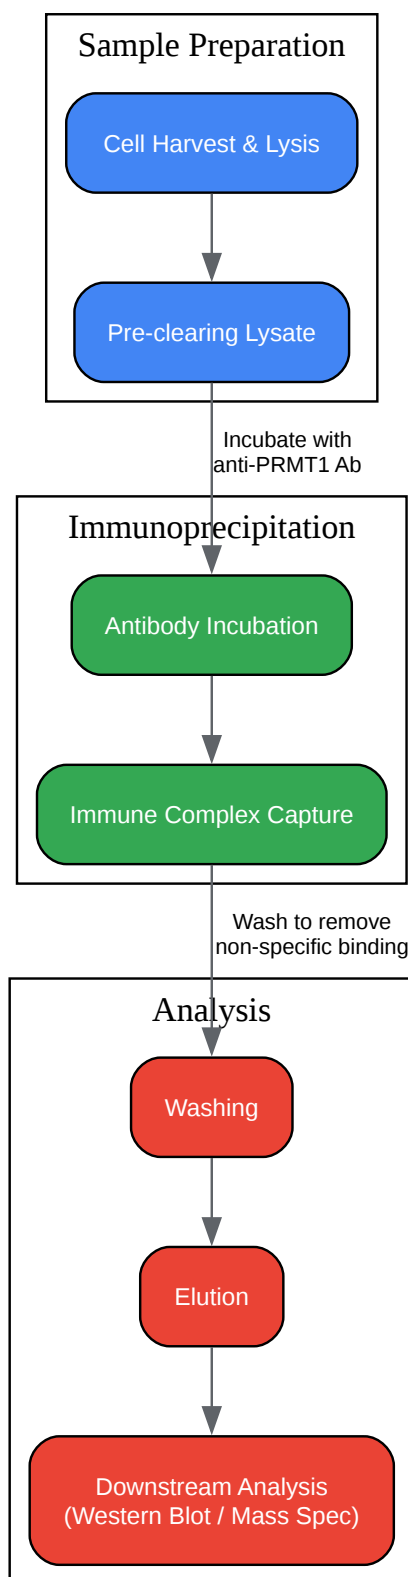 Sample Preparation
Cell Harvest & Lysis
Pre-clearing Lysate
Incubate with
anti-PRMT1 Ab
Immunoprecipitation
Antibody Incubation
Immune Complex Capture
Wash to remove
non-specific binding
Analysis
Washing
Elution
Downstream Analysis
(Western Blot / Mass Spec)